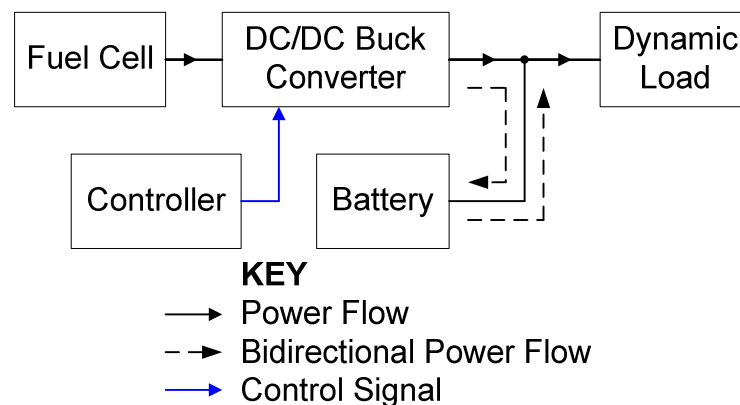 Fuel Cell
DC/DC Buck
Converter
Dynamic
Load
Controller
Battery
KEY
Power Flow
Bidirectional Power Flow
Control Signal